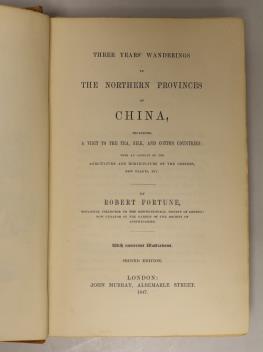 THREE YEARS' WANDERINGS
IN
THE NORTHERN PROVINCES
OF
CHINA,
INCLUDING
A VISIT TO THE TEA, SILK, AND COTTON COUNTRIES:
WITH AN ACCOUNT OF THE
AGRICULTURE AND HORTICULTURE OF THE CHINESE,
NEW PLANTS, ETC.
BY
ROBERT FORTUNE,
BOTANICAL COLLECTOR TO THE HORTICULTURAL SOCIETY OF LONDON;
NOW CURATOR OF THE GARDEN OF THE SOCIETY OF
APOTHECARIES.
With numerous Illustrations.
SECOND EDITION.
LONDON:
JOHN MURRAY, ALBEMARLE STREET.
1847.